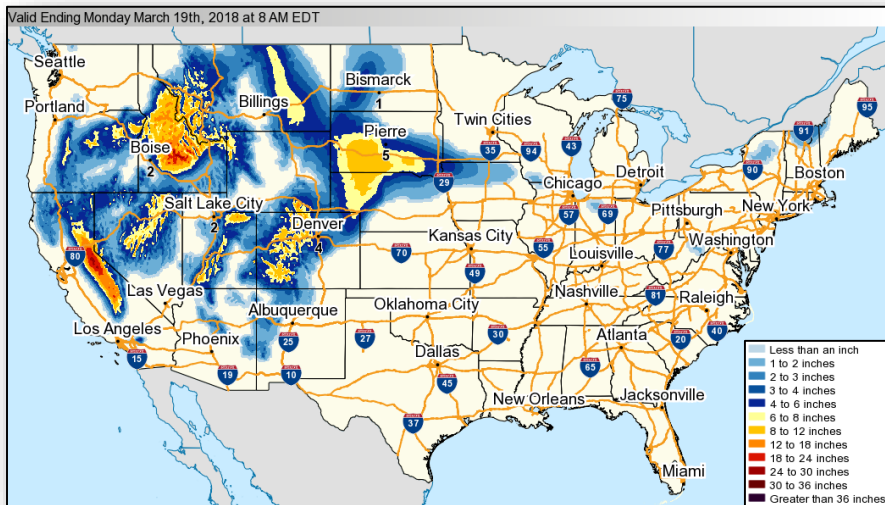 Valid Ending Monday March 19th, 2018 at 8 AM EDT
Seattle
Portland
Billings
Bismarck
1
Twin Cities
Boise
2
Pierre
5
75
95
91
35
94
43
90
29
Boston
Salt Lake City
2
Chicago
Detroit
New York
Denver
4
57
69
Pittsburgh
80
70
Kansas City
55
Louisville
77
Washington
49
Las Vegas
Nashville
81
Raleigh
Los Angeles
Albuquerque
Oklahoma City
Phoenix
25
27
30
Atlanta
20
40
15
19
10
Dallas
45
65
37
New Orleans
Jacksonville
Miami
Less than an inch
1 to 2 inches
2 to 3 inches
3 to 4 inches
4 to 6 inches
6 to 8 inches
8 to 12 inches
12 to 18 inches
18 to 24 inches
24 to 30 inches
30 to 36 inches
Greater than 36 inches